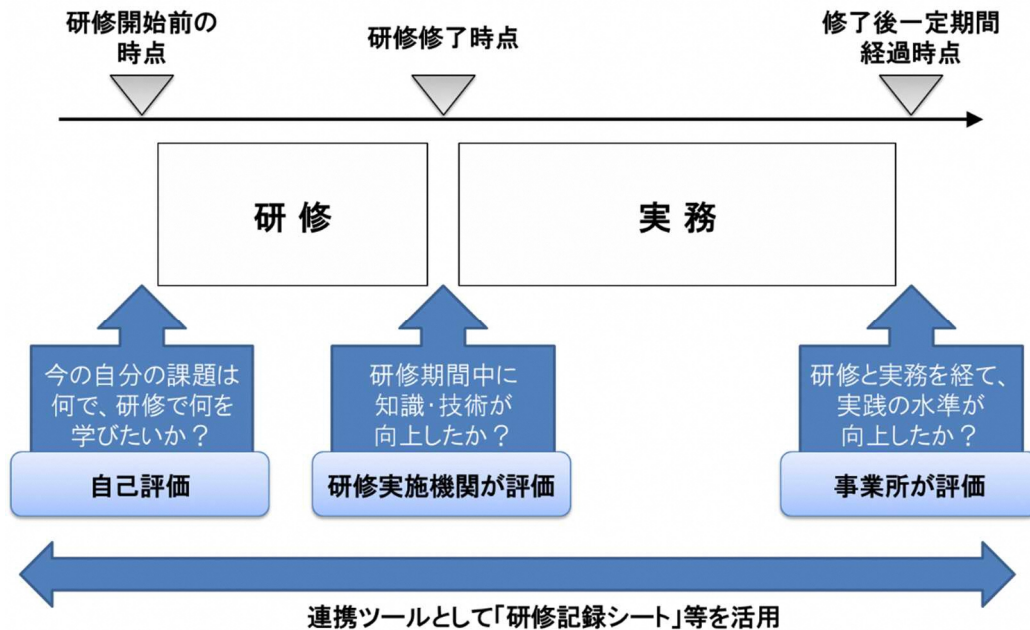 研修開始前の
時点
研修修了時点
修了後一定期間
経過時点
研 修
実 務
今の自分の課題は
何で、研修で何を
学びたいか？
自己評価
研修期間中に
知識・技術が
向上したか？
研修実施機関が評価
研修と実務を経て、
実践の水準が
向上したか？
事業所が評価
連携ツールとして「研修記録シート」等を活用